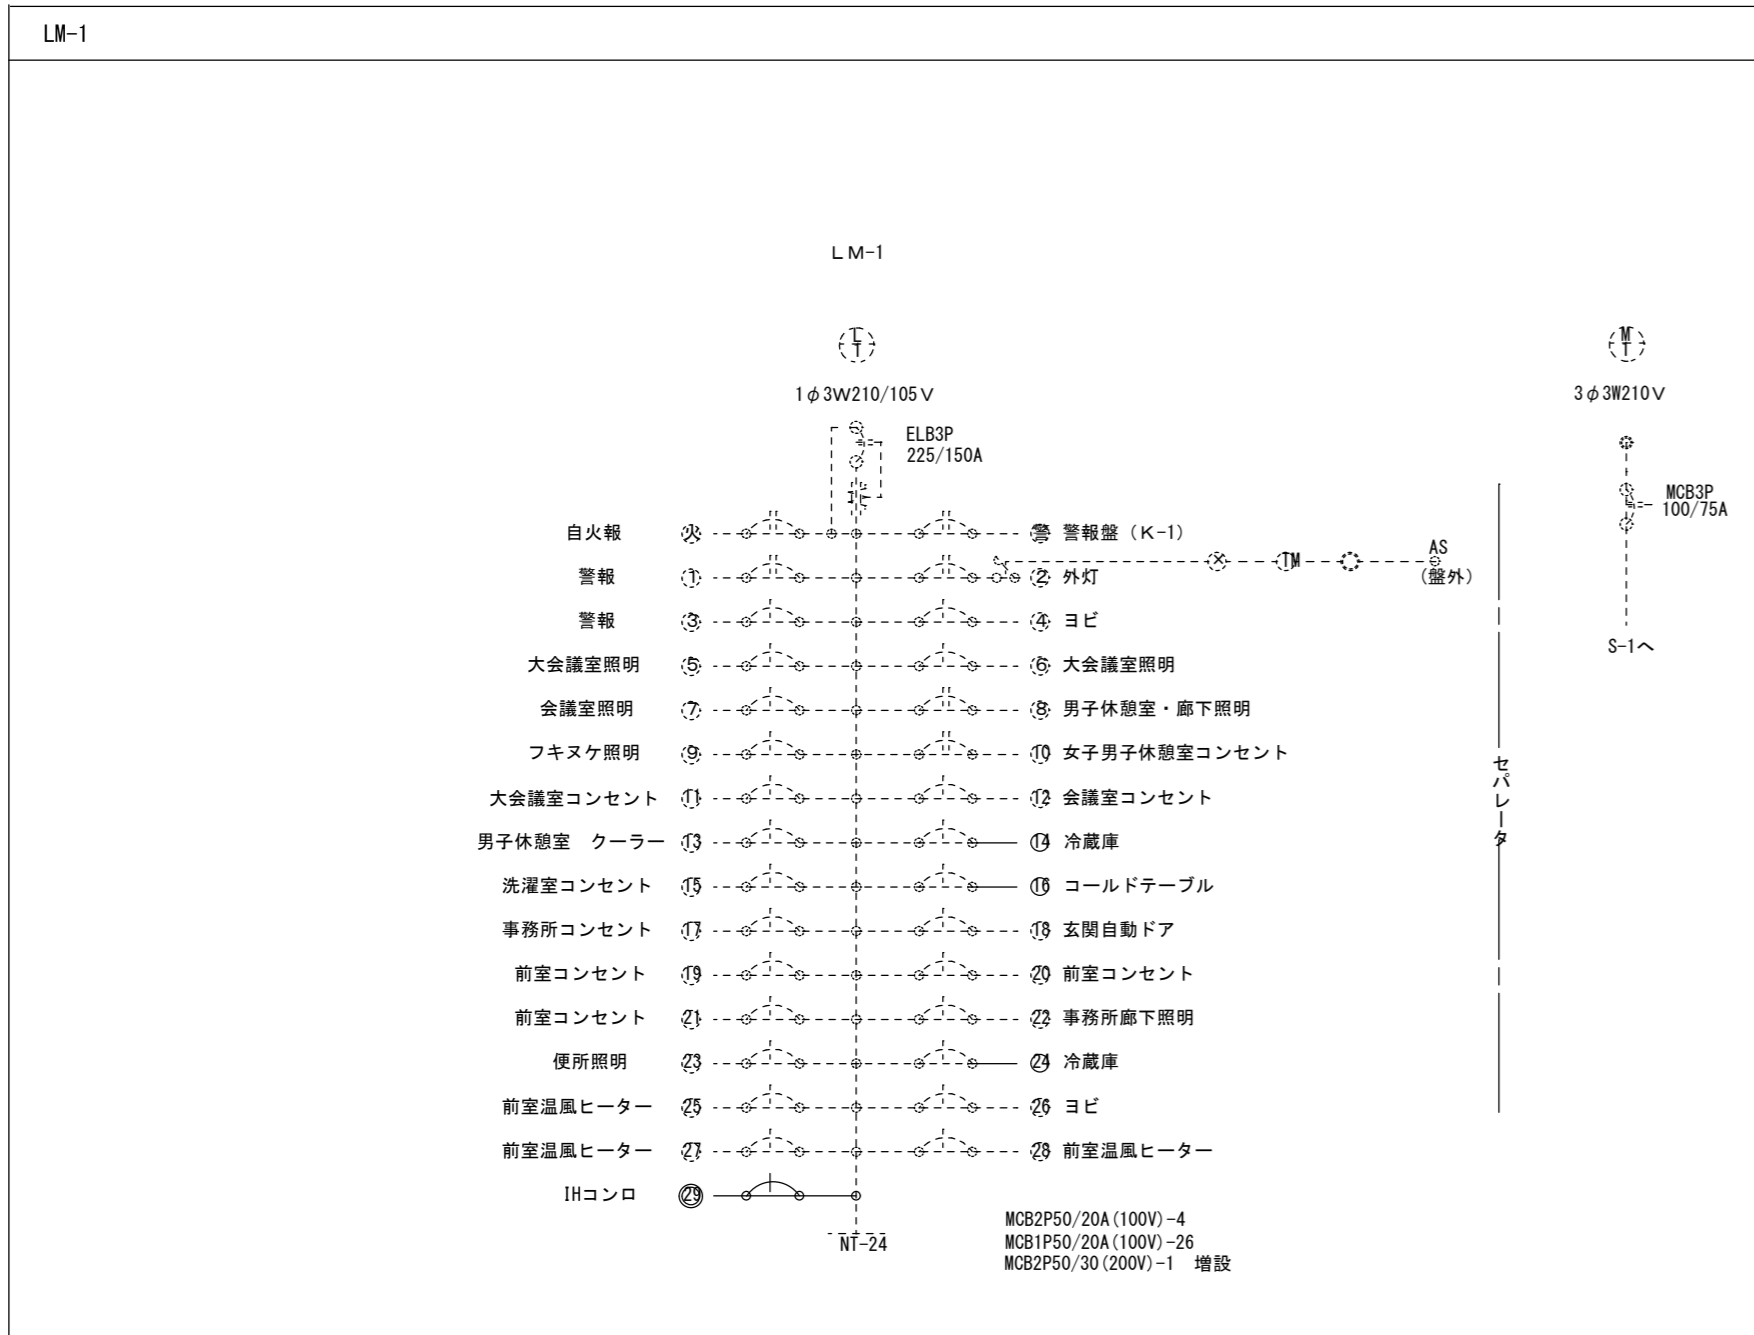 LM-1
LM-1
L
T
M
T
1φ3W210/105V
3φ3W210V
ELB3P
225/150A
MCB3P
100/75A
自火報 火 警 警報盤（K-1）
AS
（盤外）
警報 1 2 外灯 × TM
警報 3 4 ヨビ
S-1へ
大会議室照明 5 6 大会議室照明
会議室照明 7 8 男子休憩室・廊下照明
フキヌケ照明 9 10 女子男子休憩室コンセント
セパレータ
大会議室コンセント 11 12 会議室コンセント
男子休憩室　クーラー 13 14 冷蔵庫
洗濯室コンセント 15 16 コールドテーブル
事務所コンセント 17 18 玄関自動ドア
前室コンセント 19 20 前室コンセント
前室コンセント 21 22 事務所廊下照明
便所照明 23 24 冷蔵庫
前室温風ヒーター 25 26 ヨビ
前室温風ヒーター 27 28 前室温風ヒーター
IHコンロ 29
NT-24
MCB2P50/20A(100V)-4
MCB1P50/20A(100V)-26
MCB2P50/30(200V)-1　増設